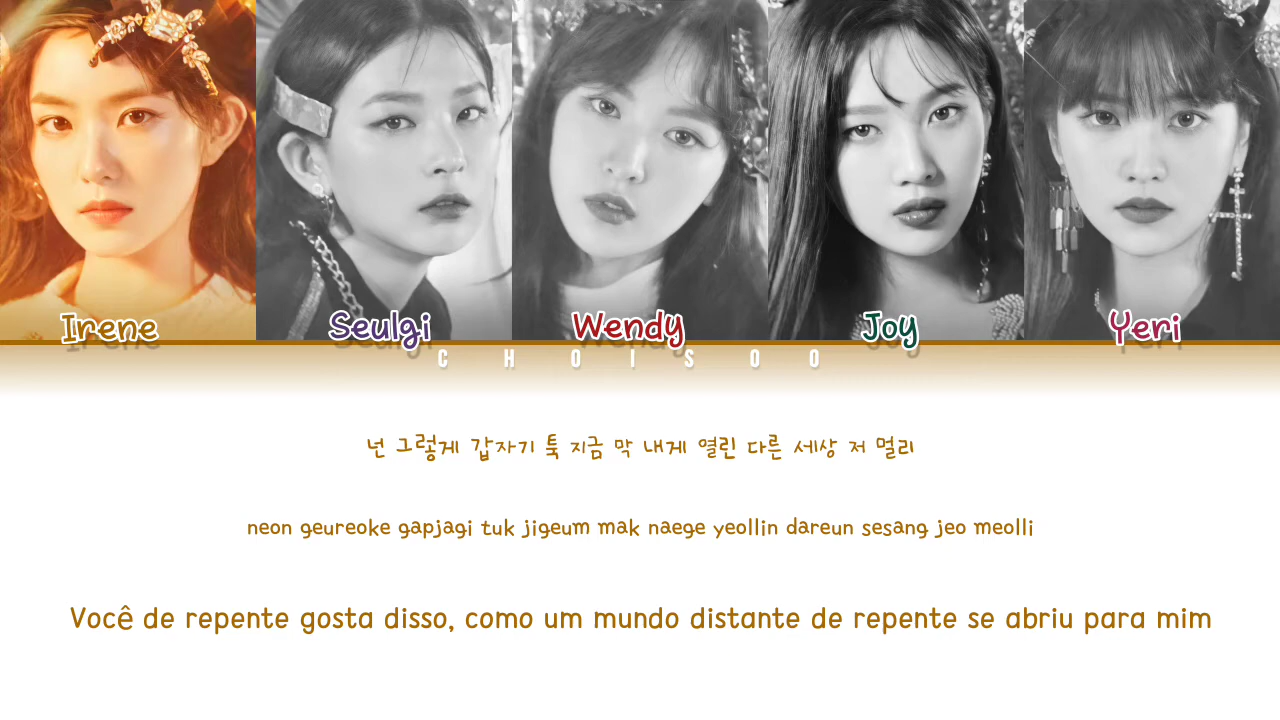 Irene
Seulgi
Wendy
Joy
Yeri
CHOISOO
넌 그렇게 갑자기 툭 지금 막 내게 열린 다른 세상 저 멀리
neon geureoke gapjagi tuk jigeum mak naege yeollin dareun sesang jeo meolli
Você de repente gosta disso, como um mundo distante de repente se abriu para mim